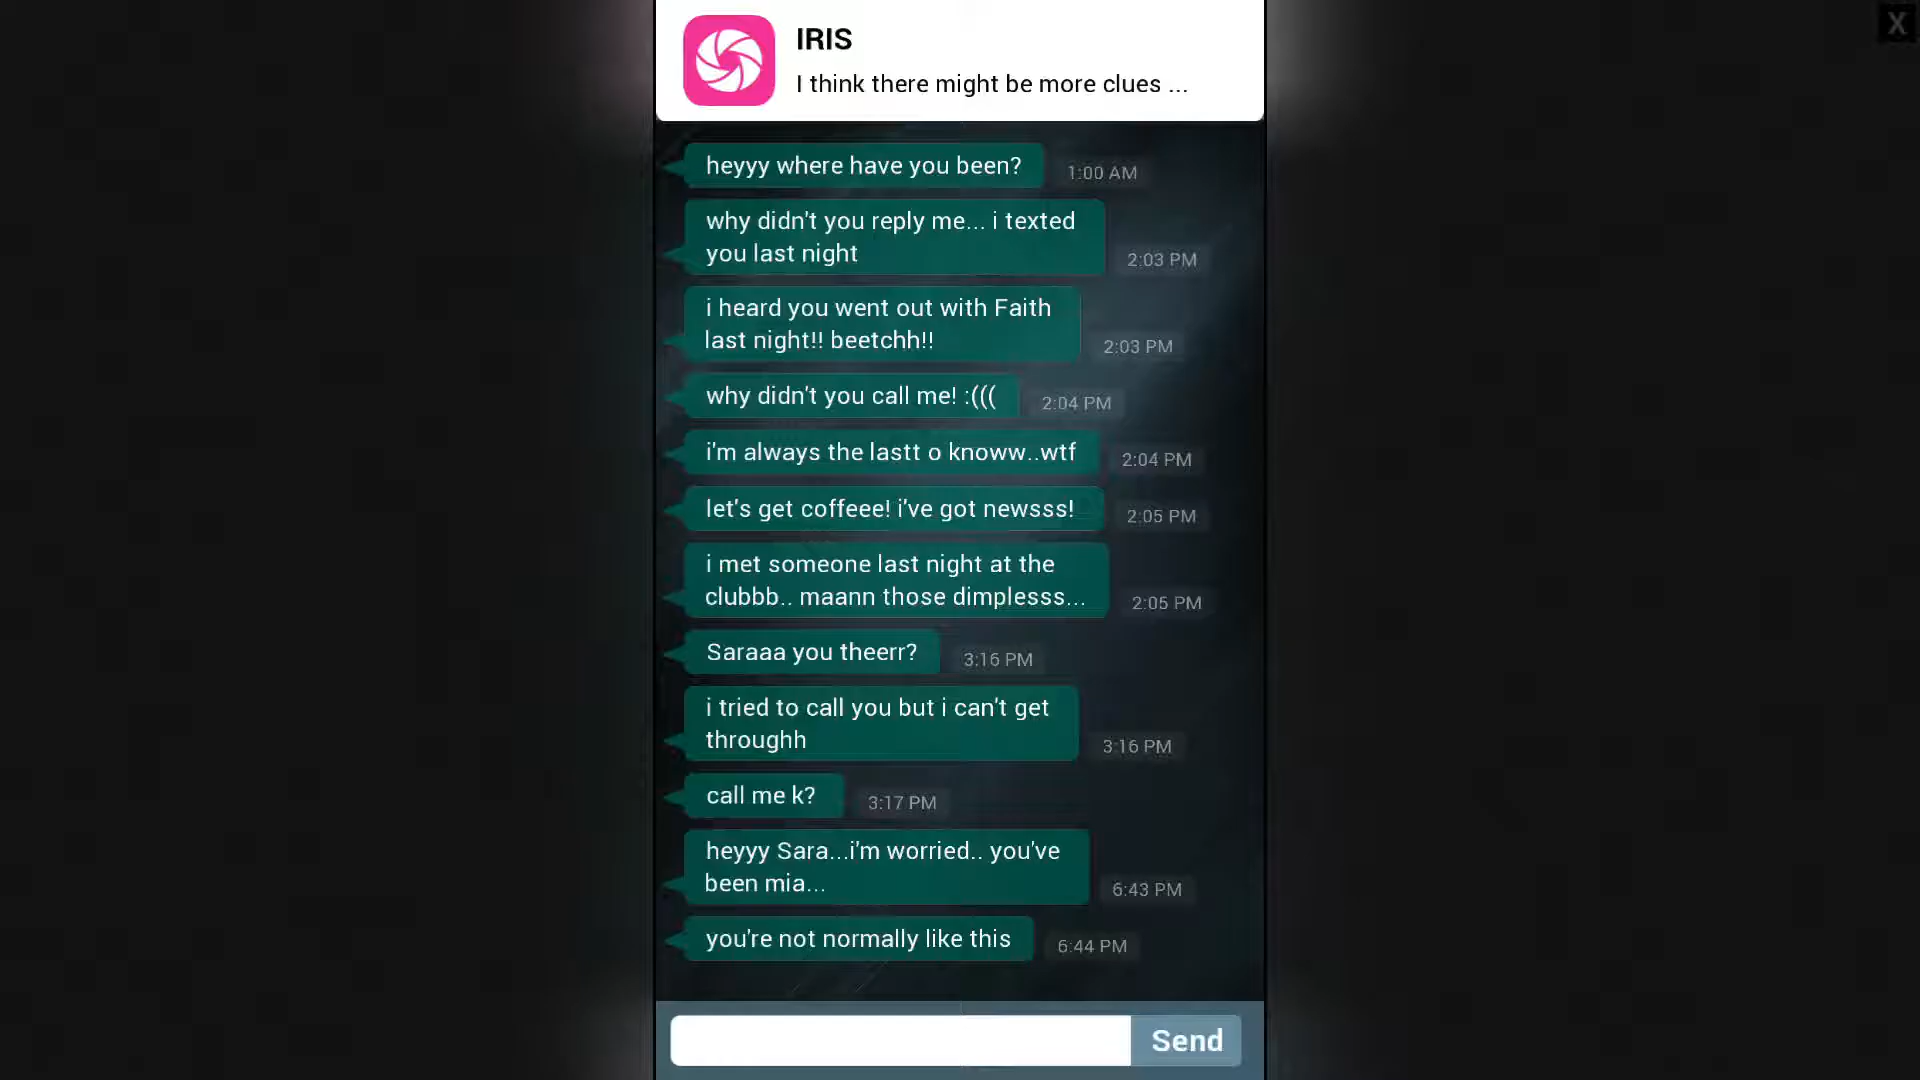 X
IRIS
I think there might be more clues ...
heyyy where have you been?
1:00 AM
why didn't you reply me... i texted
you last night
2:03 PM
i heard you went out with Faith
last night!! beetchh!!
2:03 PM
why didn't you call me! :(((
2:04 PM
i'm always the lastt o knoww..wtf
2:04 PM
let's get coffeee! i've got newsss!
2:05 PM
i met someone last night at the
clubbb.. maann those dimplesss...
2:05 PM
Saraaa you theerr?
3:16 PM
i tried to call you but i can't get
throughh
3:16 PM
call me k?
3:17 PM
heyyy Sara...i'm worried.. you've
been mia...
6:43 PM
you're not normally like this
6:44 PM
Send